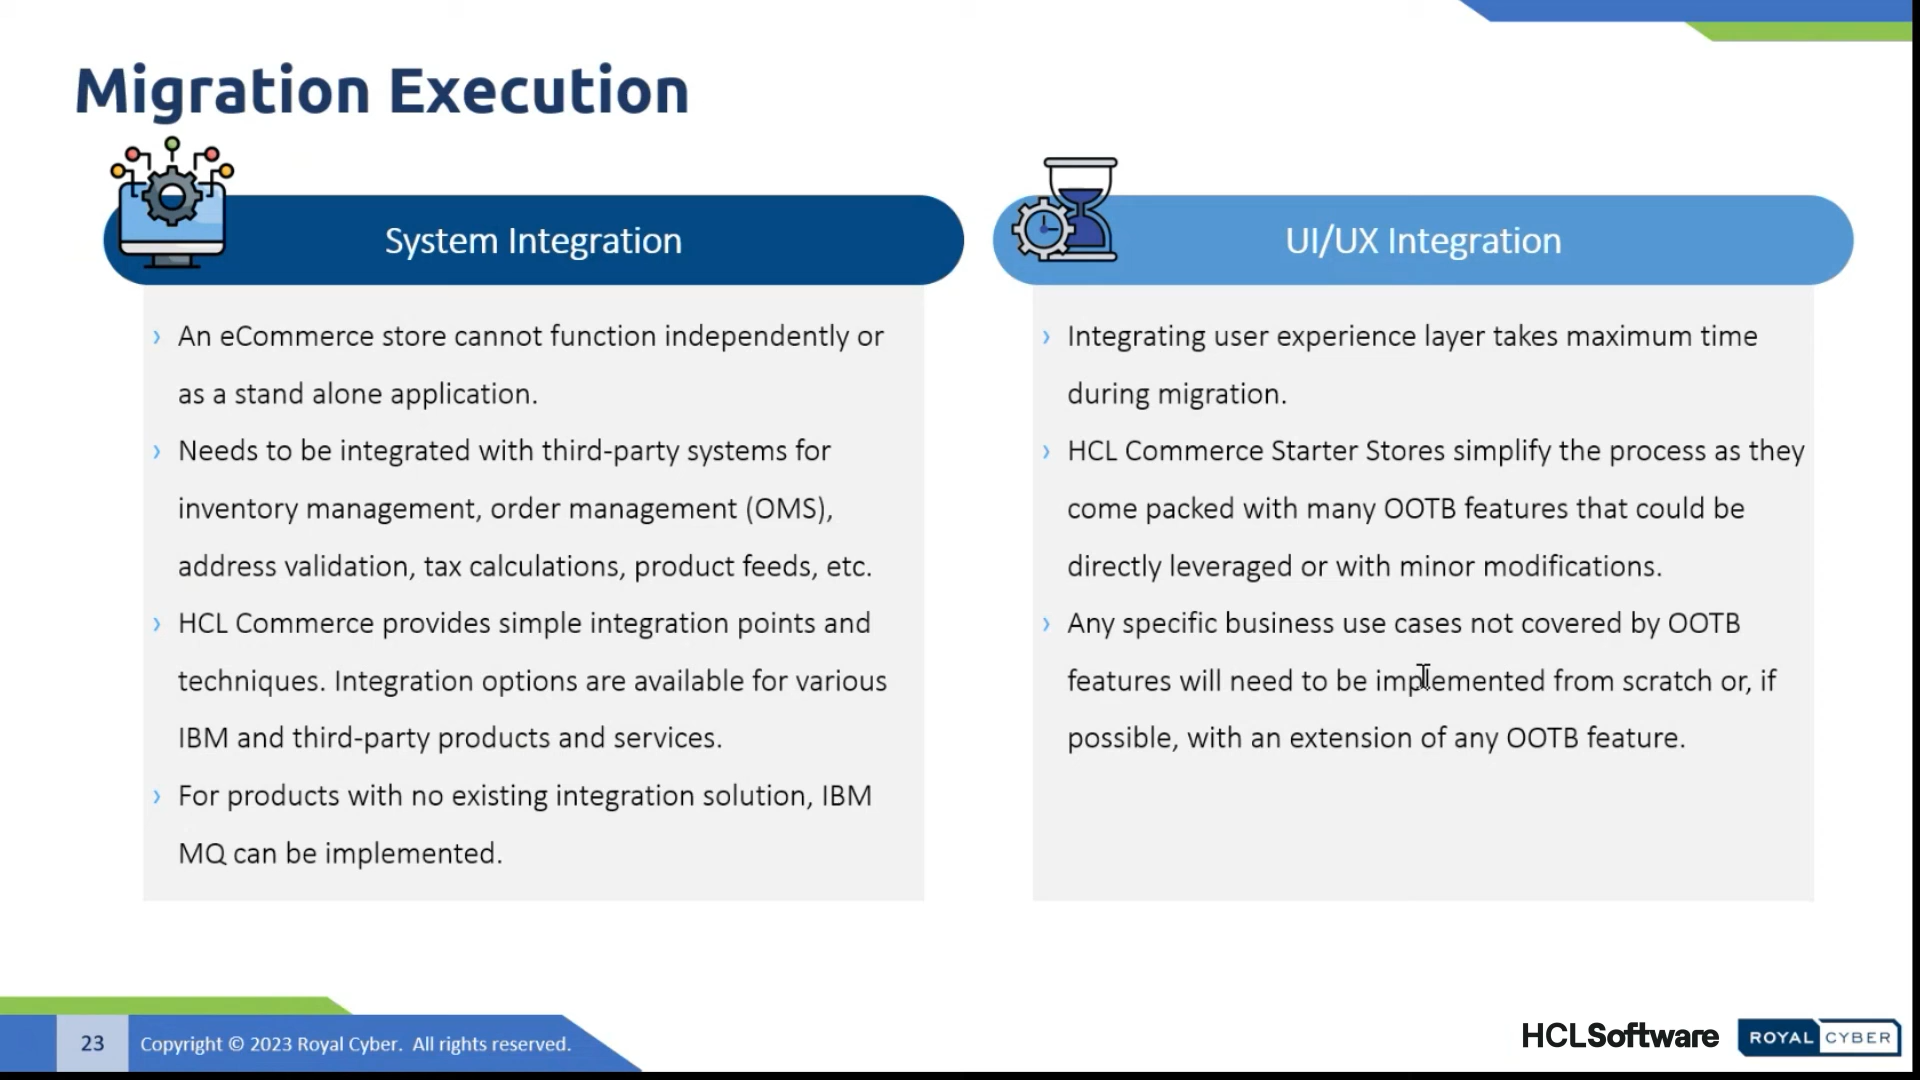 Migration Execution
System Integration
› An eCommerce store cannot function independently or
as a stand alone application.
› Needs to be integrated with third-party systems for
inventory management, order management (OMS),
address validation, tax calculations, product feeds, etc.
› HCL Commerce provides simple integration points and
techniques. Integration options are available for various
IBM and third-party products and services.
› For products with no existing integration solution, IBM
MQ can be implemented.
UI/UX Integration
› Integrating user experience layer takes maximum time
during migration.
› HCL Commerce Starter Stores simplify the process as they
come packed with many OOTB features that could be
directly leveraged or with minor modifications.
› Any specific business use cases not covered by OOTB
features will need to be implemented from scratch or, if
possible, with an extension of any OOTB feature.
23
Copyright © 2023 Royal Cyber. All rights reserved.
HCLSoftware
ROYAL CYBER